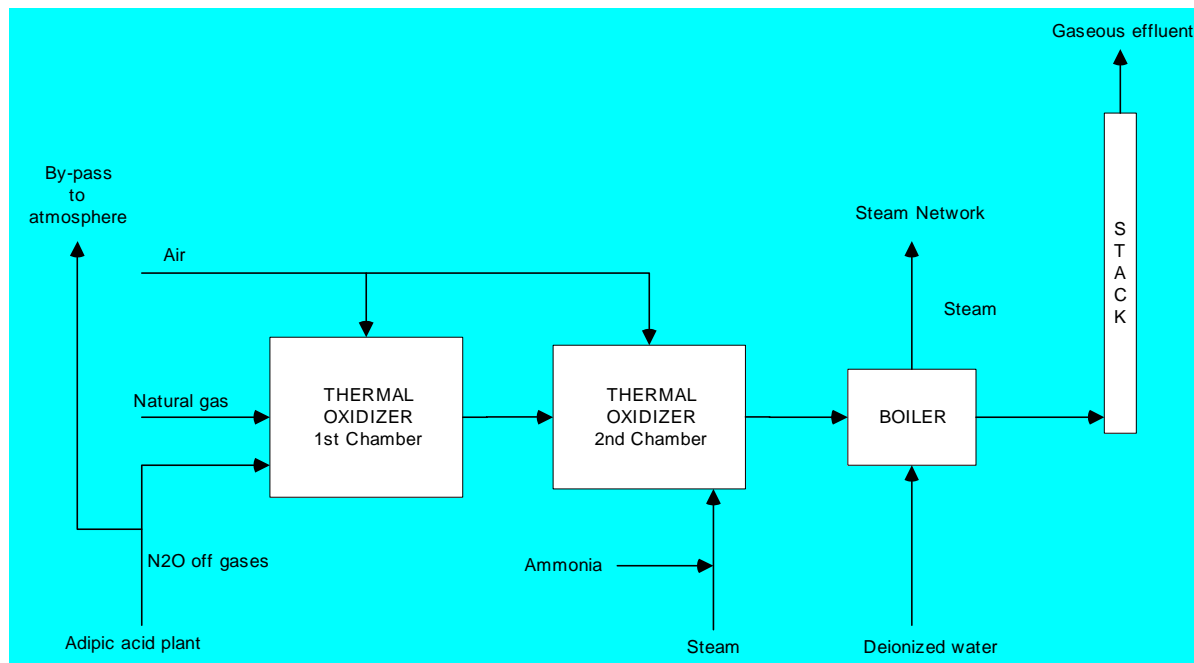 Gaseous effluent
By-pass
to
atmosphere
Steam Network
Air
S
T
A
C
K
Steam
THERMAL
OXIDIZER
1st Chamber
THERMAL
OXIDIZER
2nd Chamber
BOILER
Natural gas
N2O off gases
Ammonia
Adipic acid plant
Steam
Deionized water